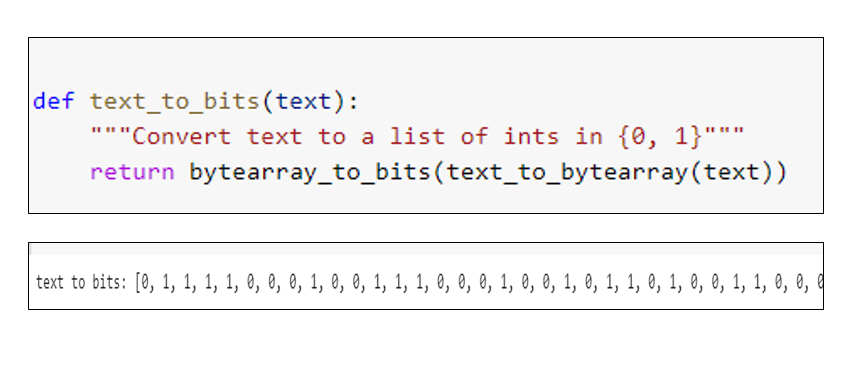 def text_to_bits(text):
"""Convert text to a list of ints in {0, 1}"""
return bytearray_to_bits(text_to_bytearray(text))
text to bits: [0, 1, 1, 1, 1, 0, 0, 0, 1, 0, 0, 1, 1, 1, 0, 0, 0, 1, 0, 0, 1, 0, 1, 1, 0, 1, 0, 0, 1, 1, 0, 0, 0